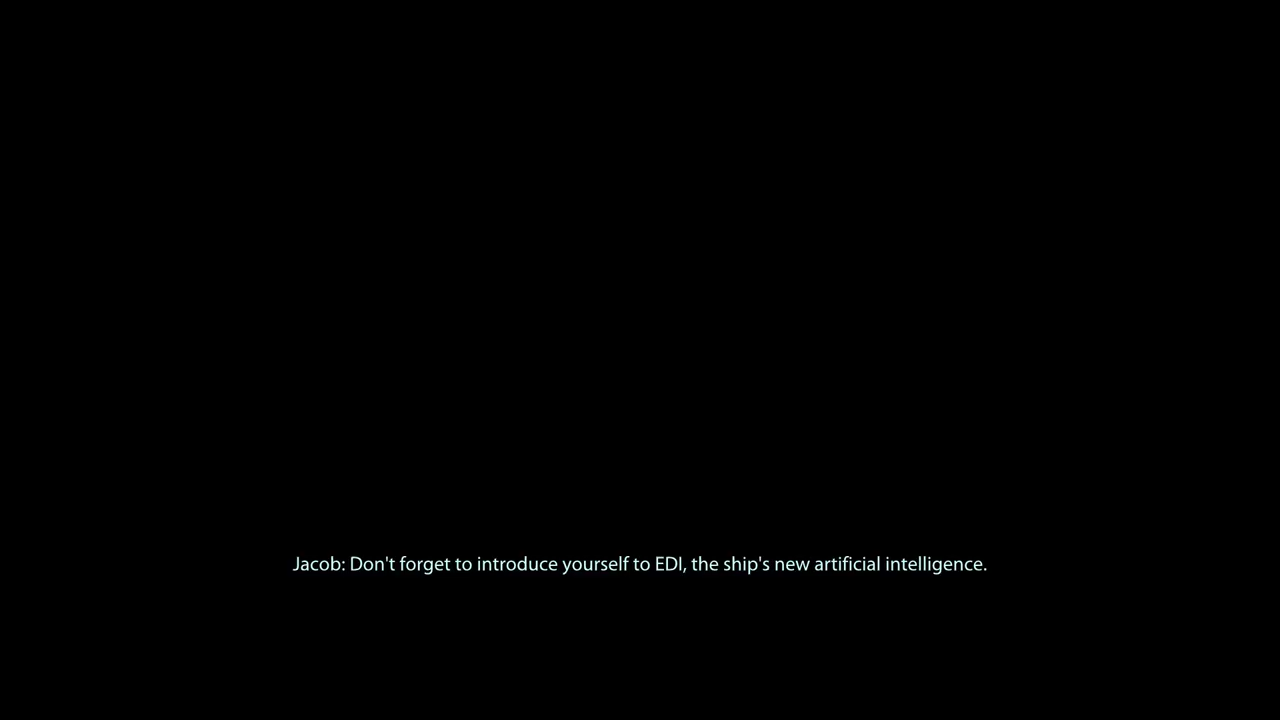 Jacob: Don't forget to introduce yourself to EDI, the ship's new artificial intelligence.